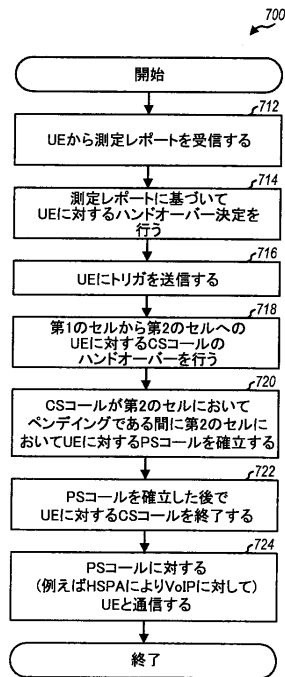 700
開始
712
UEから測定レポートを受信する
714
測定レポートに基づいて
UEに対するハンドオーバー決定を
行う
716
UEにトリガを送信する
718
第1のセルから第2のセルへの
UEに対するCSコールの
ハンドオーバーを行う
720
CSコールが第2のセルにおいて
ペンデイングである間に第2のセルに
おいてUEに対するPSコールを確立する
722
PSコールを確立した後で
UEに対するCSコールを終了する
724
PSコールに対する
(例えばHSPAによりVoIPに対して)
UEと通信する
終了